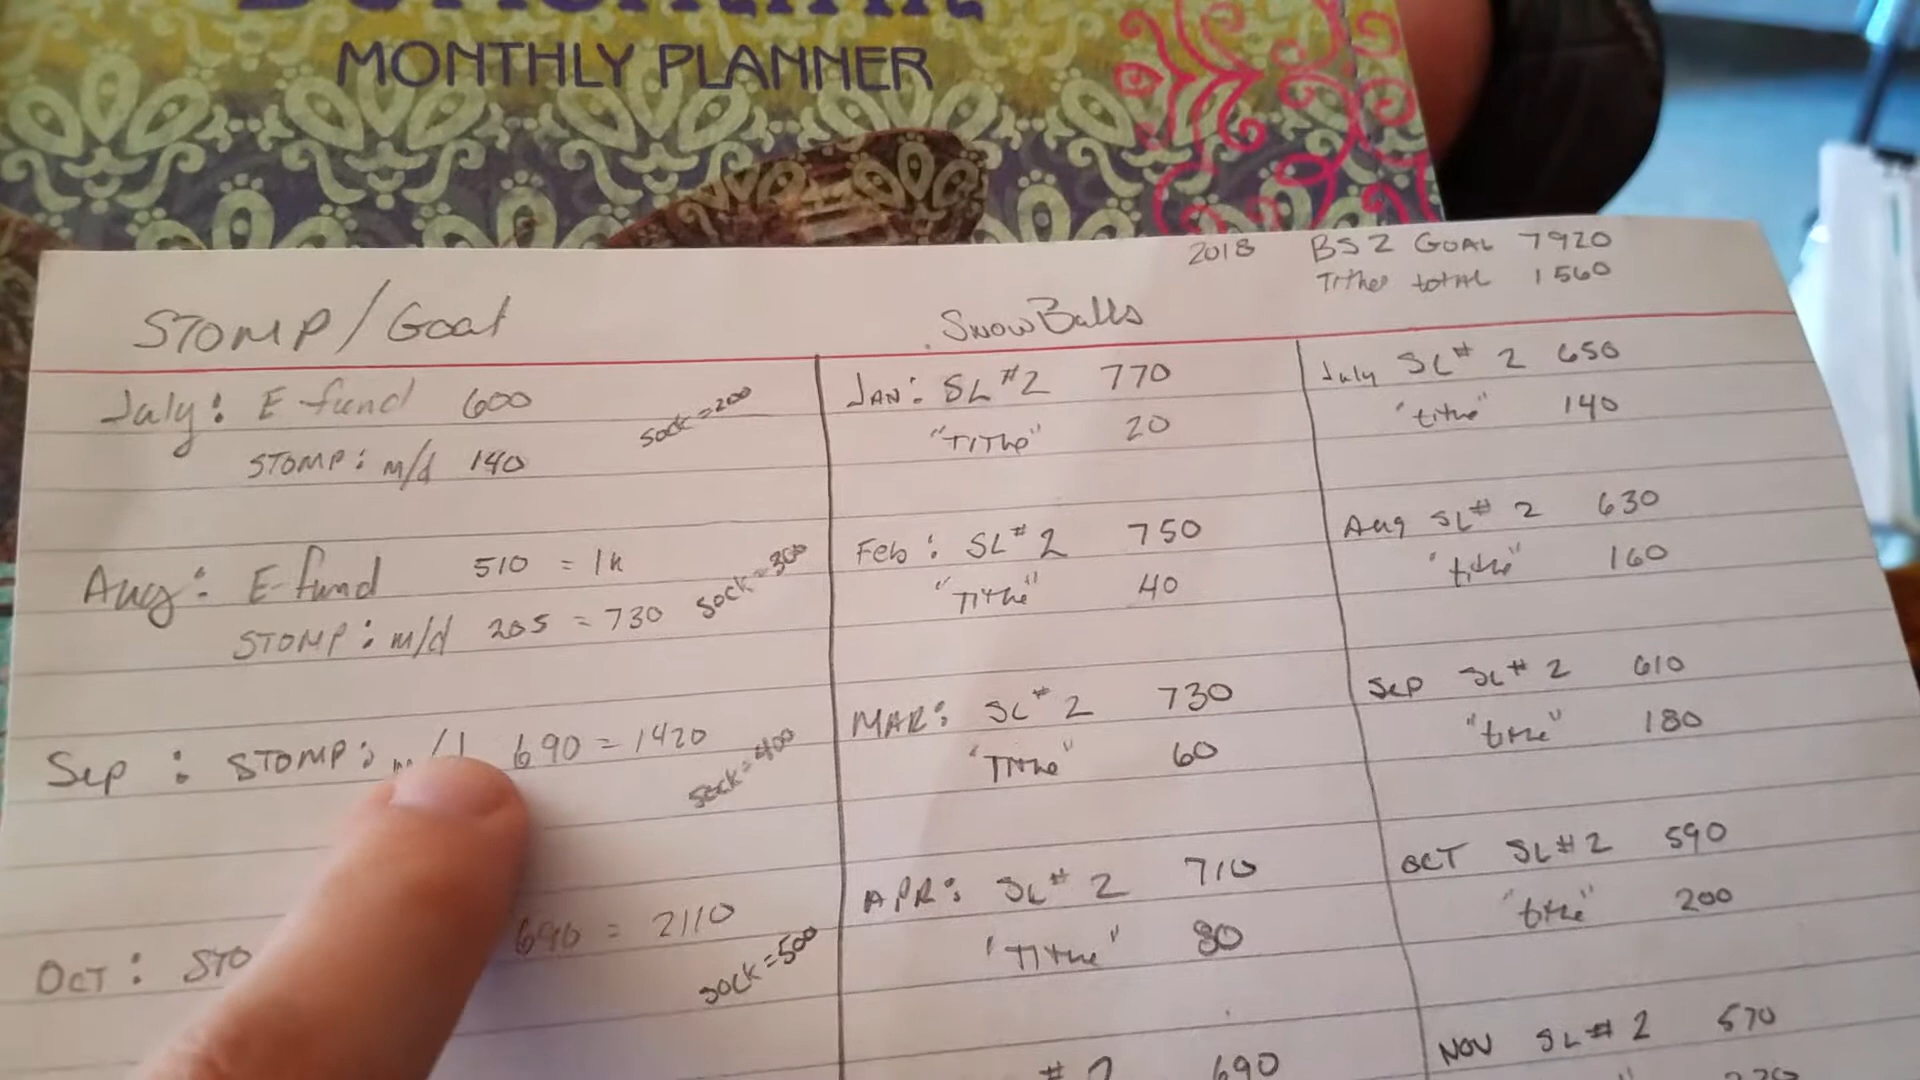 MONTHLY PLANNER
2018 BS2 GOAL 7920
Tithes total 1560
STOMP/Goal
SnowBalls
July: E-fund 600
STOMP: m/d 140
sock=200
Aug: E-fund 510 = 1k
STOMP: m/d 205 = 730
sock=300
Sep: STOMP: 690 = 1420
sock=400
OCT: STO 690 = 2110
sock=500
JAN: SL #2 770
"TITHe" 20
Feb: SL #2 750
"TITHe" 40
MAR: SL #2 730
"TITHe" 60
APR: SL #2 710
"TITHe" 80
# 2 690
July SL # 2 650
"tithe" 140
Aug SL # 2 630
"tithe" 160
Sep SL # 2 610
"tithe" 180
OCT SL # 2 590
"tithe" 200
NOV SL # 2 570